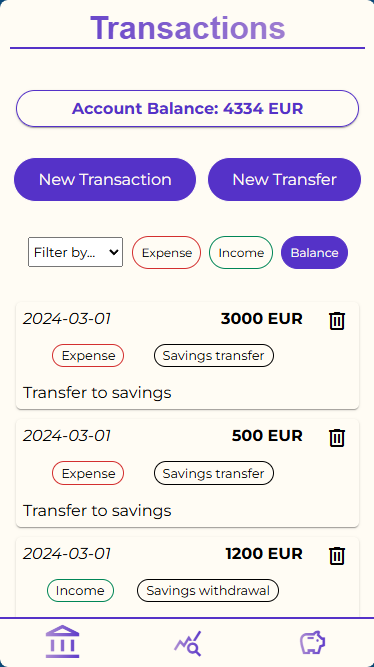 Transactions
Account Balance: 4334 EUR
New Transaction New Transfer
Filter by... Expense Income Balance
2024-03-01 3000 EUR
Expense Savings transfer
Transfer to savings
2024-03-01 500 EUR
Expense Savings transfer
Transfer to savings
2024-03-01 1200 EUR
Income Savings withdrawal